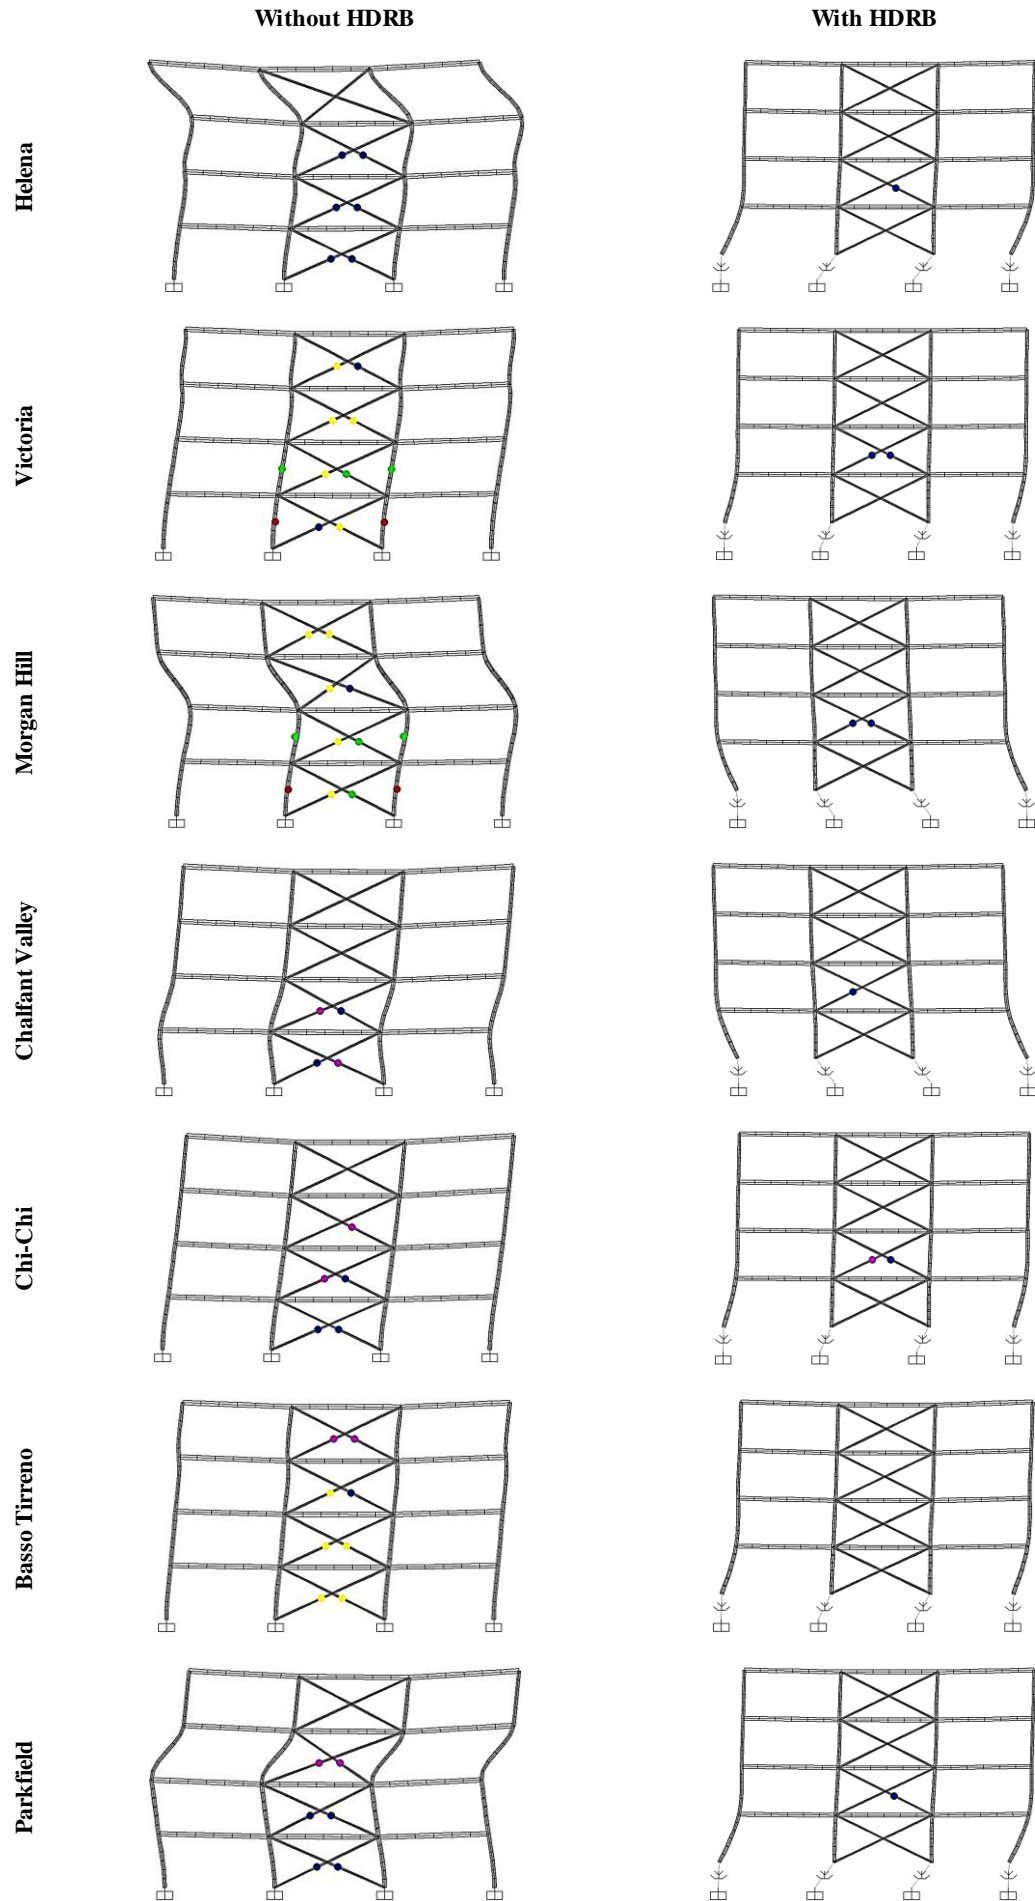 Without HDRB
With HDRB
Helena
Victoria
Morgan Hill
Chalfant Valley
Chi-Chi
Basso Tirreno
Parkfield